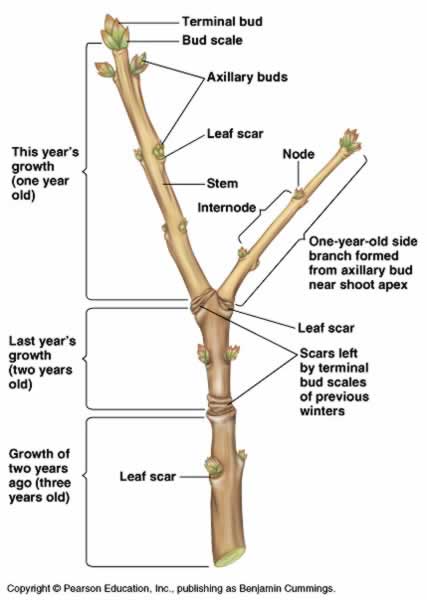 Terminal bud
Bud scale
Axillary buds
Leaf scar
This year's
growth
(one year
old)
Node
Stem
Internode
One-year-old side
branch formed
from axillary bud
near shoot apex
Last year's
growth
(two years
old)
Leaf scar
Scars left
by terminal
bud scales
of previous
winters
Growth of
two years
ago (three
years old)
Leaf scar
Copyright © Pearson Education, Inc., publishing as Benjamin Cummings.